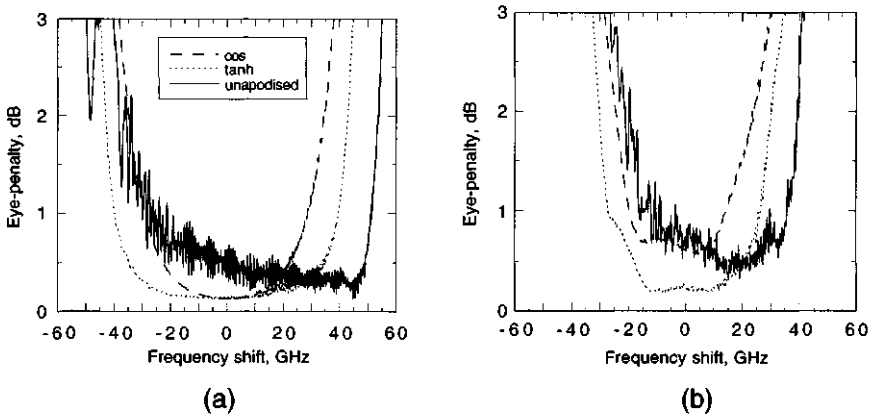 3
2
1
0
Eye-penalty, dB
cos
tanh
unapodised
-60 -40 -20 0 20 40 60
Frequency shift, GHz
(a)
3
2
1
0
Eye-penalty, dB
-60 -40 -20 0 20 40 60
Frequency shift, GHz
(b)